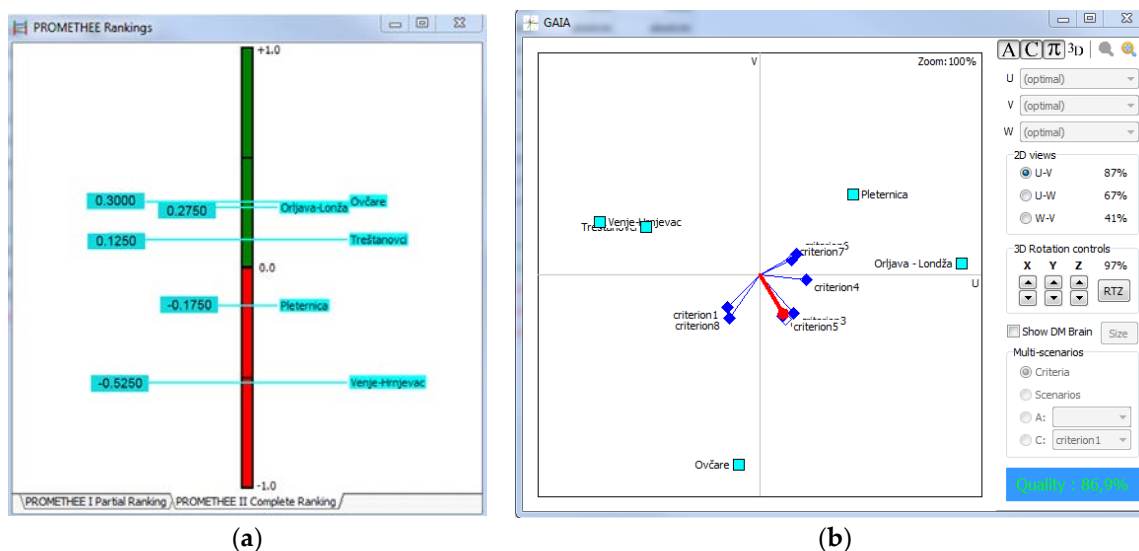 PROMETHEE Rankings
+1.0
0.3000
Ovčare
0.2750
Orljava-Lonža
0.1250
Treštanovci
0.0
-0.1750
Pleternica
-0.5250
Venje-Hrnjevac
-1.0
PROMETHEE I Partial Ranking
PROMETHEE II Complete Ranking
(a)
GAIA
V
Zoom:100%
Pleternica
Venje-Hrnjevac
Treštanovci
criterion6
criterion7
Orljava - Londža
U
criterion4
criterion1
criterion8
criterion3
criterion5
Ovčare
A C π 3D
U (optimal)
V (optimal)
W (optimal)
2D views
U-V 87%
U-W 67%
W-V 41%
3D Rotation controls
X Y Z 97%
RTZ
Show DM Brain Size
Multi-scenarios
Criteria
Scenarios
A:
C: criterion1
Quality : 86,9%
(b)